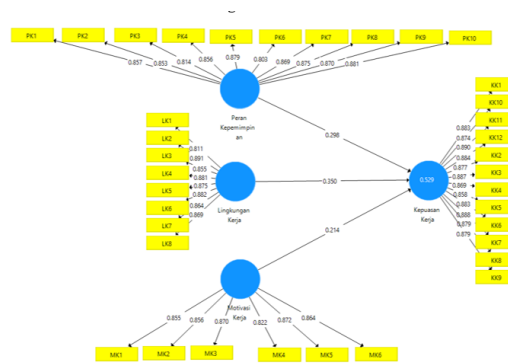 PK1 PK2 PK3 PK4 PK5 PK6 PK7 PK8 PK9 PK10
0.857 0.853 0.814 0.856 0.879 0.803 0.869 0.875 0.870 0.881
Peran
Kepemimpin
an
0.298
LK1
LK2
LK3
LK4
LK5
LK6
LK7
LK8
0.811
0.891
0.855
0.881
0.875
0.882
0.864
0.869
Lingkungan
Kerja
0.350
0.529
Kepuasan
Kerja
KK1
KK10
KK11
KK12
KK2
KK3
KK4
KK5
KK6
KK7
KK8
KK9
0.883
0.874
0.890
0.884
0.877
0.887
0.869
0.858
0.883
0.888
0.879
0.879
0.214
Motivasi
Kerja
0.855 0.856 0.870 0.822 0.872 0.864
MK1 MK2 MK3 MK4 MK5 MK6